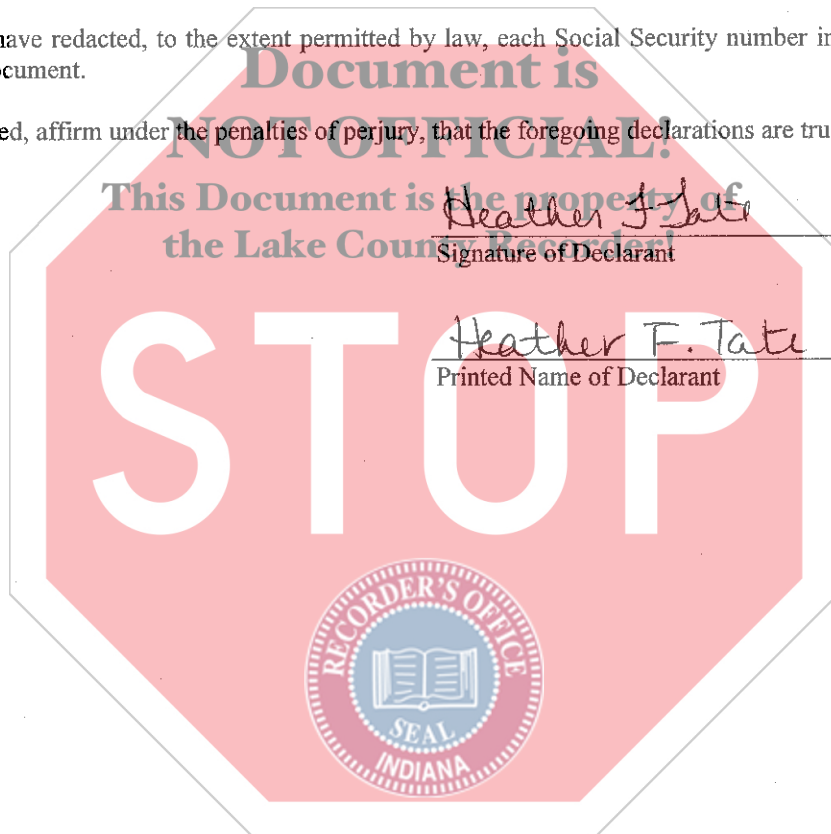 have redacted, to the extent permitted by law, each Social Security number in
ocument.
Document is
ed, affirm under the penalties of perjury, that the foregoing declarations are tru
NOT OFFICIAL!
This Document is the property of
Heather F Tate
the Lake County Recorder!
Signature of Declarant
Heather F. Tate
Printed Name of Declarant
STOP
RECORDER'S OFFICE
SEAL
INDIANA